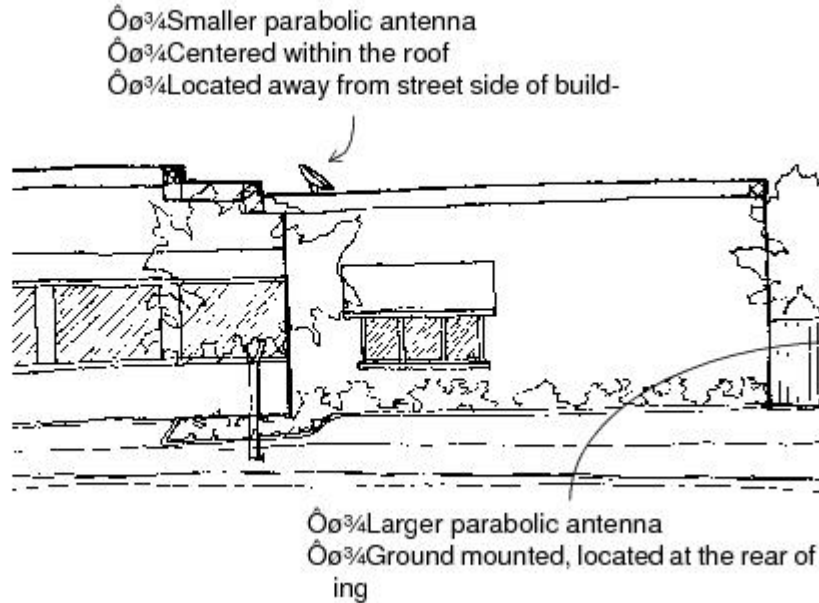 Ôø¾Smaller parabolic antenna
Ôø¾Centered within the roof
Ôø¾Located away from street side of build-
Ôø¾Larger parabolic antenna
Ôø¾Ground mounted, located at the rear of
ing